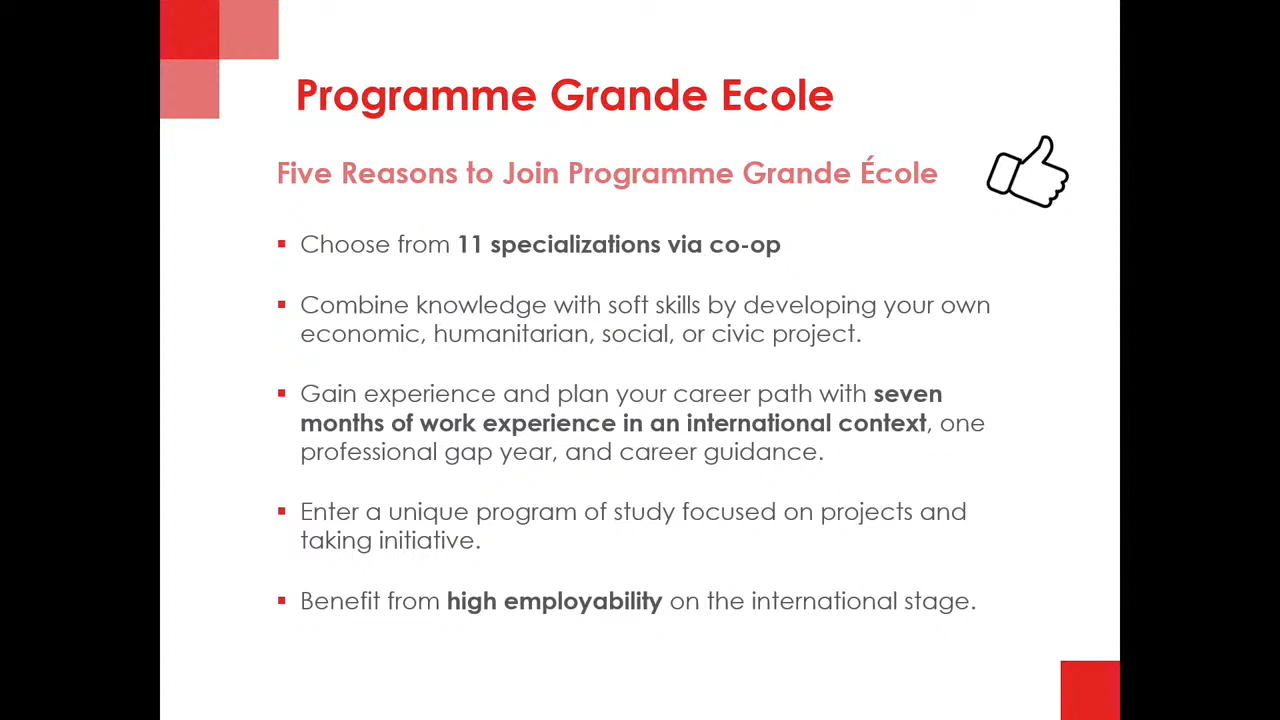 Programme Grande Ecole
Five Reasons to Join Programme Grande École
▪ Choose from 11 specializations via co-op
▪ Combine knowledge with soft skills by developing your own
economic, humanitarian, social, or civic project.
▪ Gain experience and plan your career path with seven
months of work experience in an international context, one
professional gap year, and career guidance.
▪ Enter a unique program of study focused on projects and
taking initiative.
▪ Benefit from high employability on the international stage.